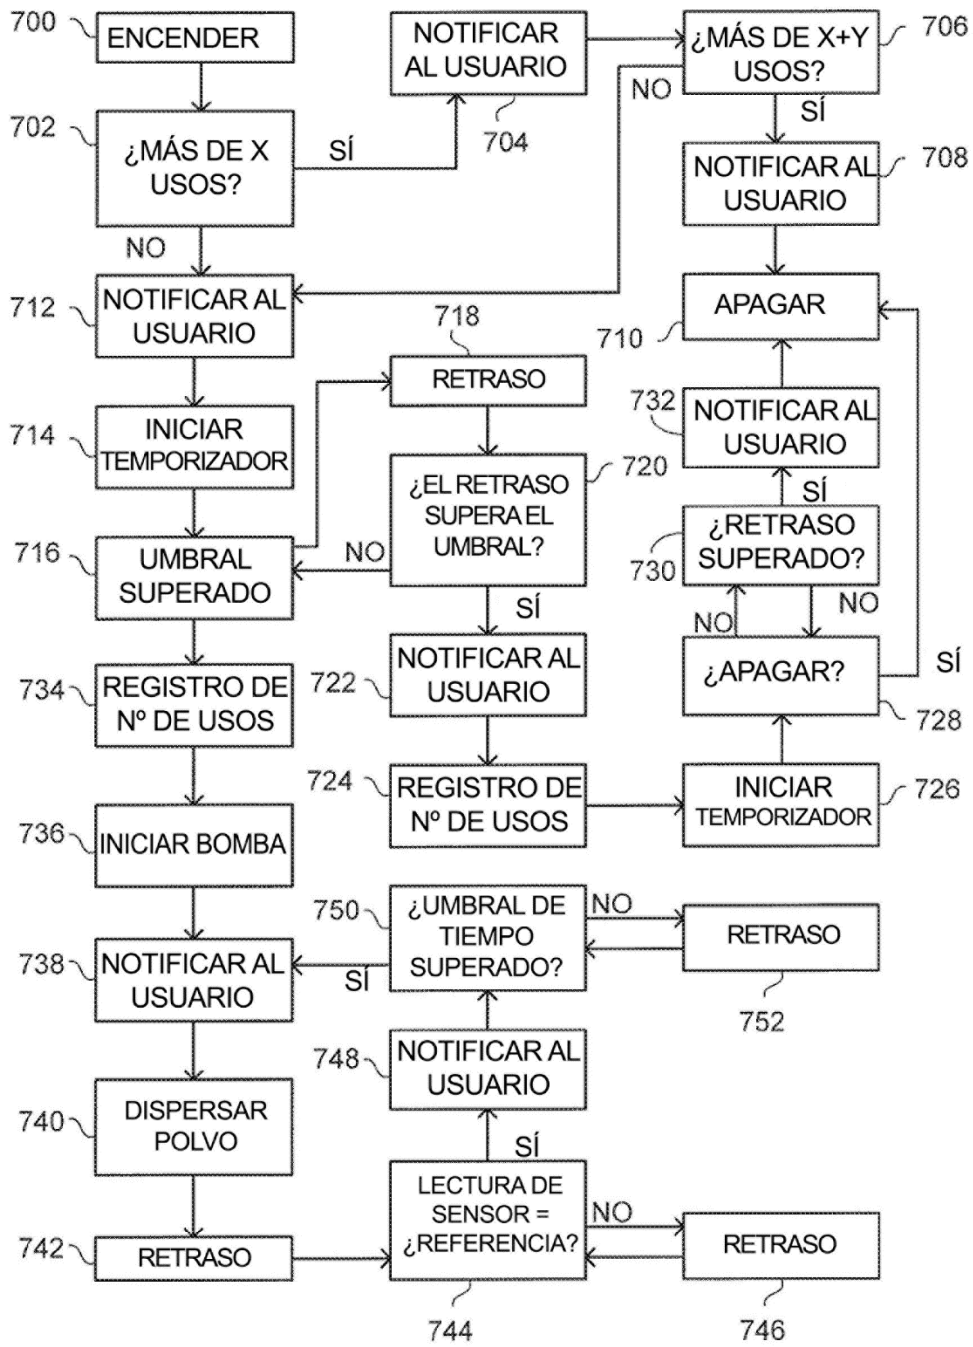 700
ENCENDER
702
¿MÁS DE X
USOS?
SÍ
NO
NOTIFICAR
AL USUARIO
704
¿MÁS DE X+Y
USOS?
706
NO
SÍ
NOTIFICAR AL
USUARIO
708
APAGAR
710
712
NOTIFICAR AL
USUARIO
714
INICIAR
TEMPORIZADOR
716
UMBRAL
SUPERADO
718
RETRASO
¿EL RETRASO
SUPERA EL
UMBRAL?
720
NO
SÍ
722
NOTIFICAR AL
USUARIO
724
REGISTRO DE
Nº DE USOS
INICIAR
TEMPORIZADOR
726
¿APAGAR?
728
SÍ
NO
NO
730
¿RETRASO
SUPERADO?
SÍ
732
NOTIFICAR AL
USUARIO
734
REGISTRO DE
Nº DE USOS
736
INICIAR BOMBA
738
NOTIFICAR AL
USUARIO
740
DISPERSAR
POLVO
742
RETRASO
LECTURA DE
SENSOR =
¿REFERENCIA?
744
NO
RETRASO
746
SÍ
748
NOTIFICAR AL
USUARIO
750
¿UMBRAL DE
TIEMPO
SUPERADO?
SÍ
NO
RETRASO
752